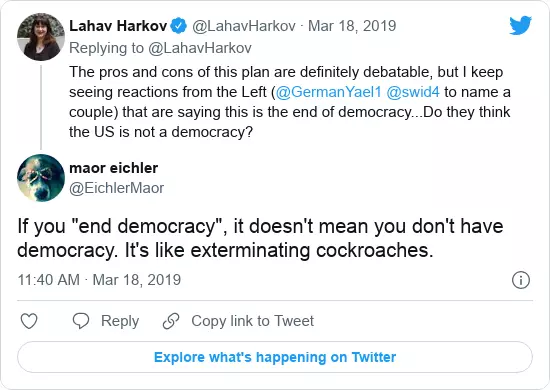 Lahav Harkov @LahavHarkov · Mar 18, 2019
Replying to @LahavHarkov
The pros and cons of this plan are definitely debatable, but I keep
seeing reactions from the Left (@GermanYael1 @swid4 to name a
couple) that are saying this is the end of democracy...Do they think
the US is not a democracy?
maor eichler
@EichlerMaor
If you "end democracy", it doesn't mean you don't have
democracy. It's like exterminating cockroaches.
11:40 AM · Mar 18, 2019
Reply Copy link to Tweet
Explore what's happening on Twitter